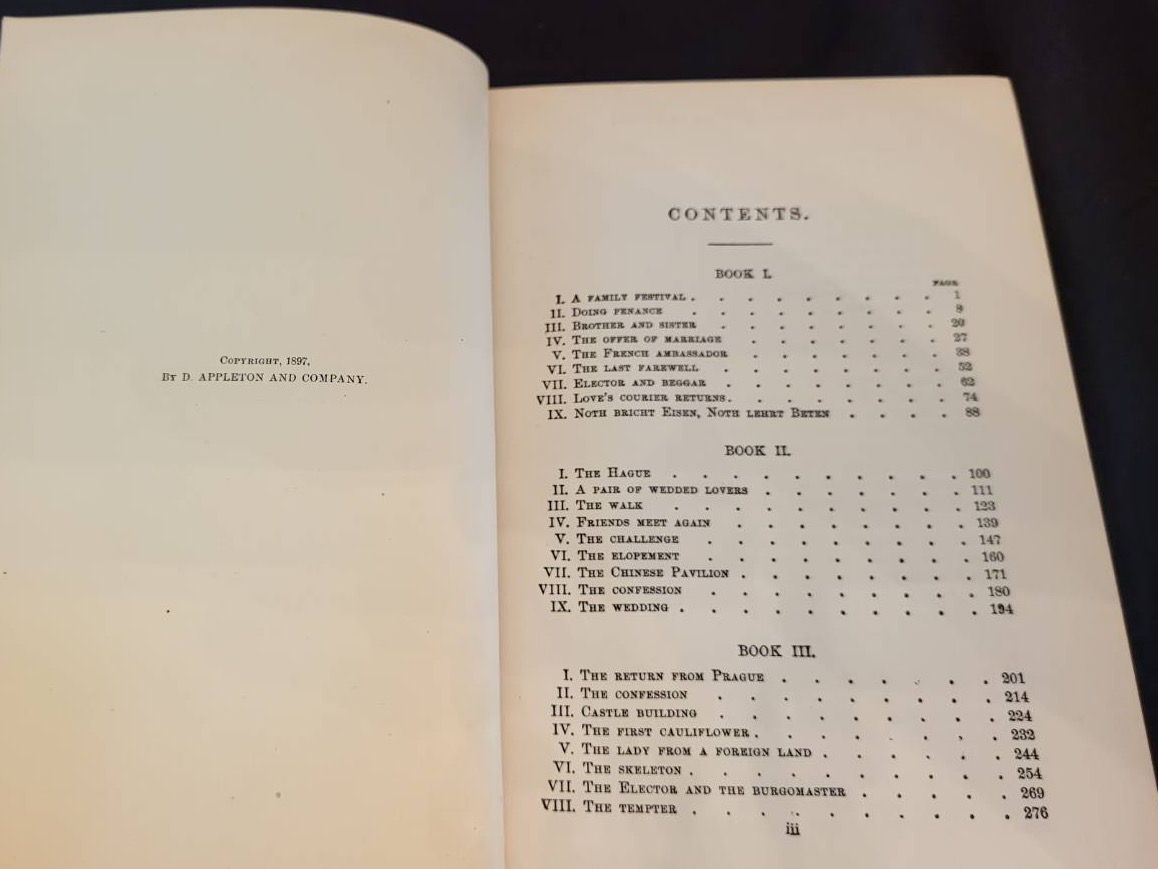 COPYRIGHT, 1897,
BY D. APPLETON AND COMPANY.
CONTENTS.
BOOK I.
PAGE
I. A FAMILY FESTIVAL . . . . . . . . . 1
II. DOING PENANCE . . . . . . . . . 9
III. BROTHER AND SISTER . . . . . . . . 20
IV. THE OFFER OF MARRIAGE . . . . . . . 27
V. THE FRENCH AMBASSADOR . . . . . . . 38
VI. THE LAST FAREWELL . . . . . . . . 52
VII. ELECTOR AND BEGGAR . . . . . . . . 62
VIII. LOVE'S COURIER RETURNS . . . . . . . . 74
IX. NOTH BRICHT EISEN, NOTH LEHRT BETEN . . . . 88
BOOK II.
I. THE HAGUE . . . . . . . . . . 100
II. A PAIR OF WEDDED LOVERS . . . . . . . 111
III. THE WALK . . . . . . . . . . 123
IV. FRIENDS MEET AGAIN . . . . . . . . 139
V. THE CHALLENGE . . . . . . . . . 147
VI. THE ELOPEMENT . . . . . . . . . 160
VII. THE CHINESE PAVILION . . . . . . . . 171
VIII. THE CONFESSION . . . . . . . . . 180
IX. THE WEDDING . . . . . . . . . . 194
BOOK III.
I. THE RETURN FROM PRAGUE . . . . . . . 201
II. THE CONFESSION . . . . . . . . . 214
III. CASTLE BUILDING . . . . . . . . . 224
IV. THE FIRST CAULIFLOWER . . . . . . . . 232
V. THE LADY FROM A FOREIGN LAND . . . . . . 244
VI. THE SKELETON . . . . . . . . . . 254
VII. THE ELECTOR AND THE BURGOMASTER . . . . . 269
VIII. THE TEMPTER . . . . . . . . . . 276
iii